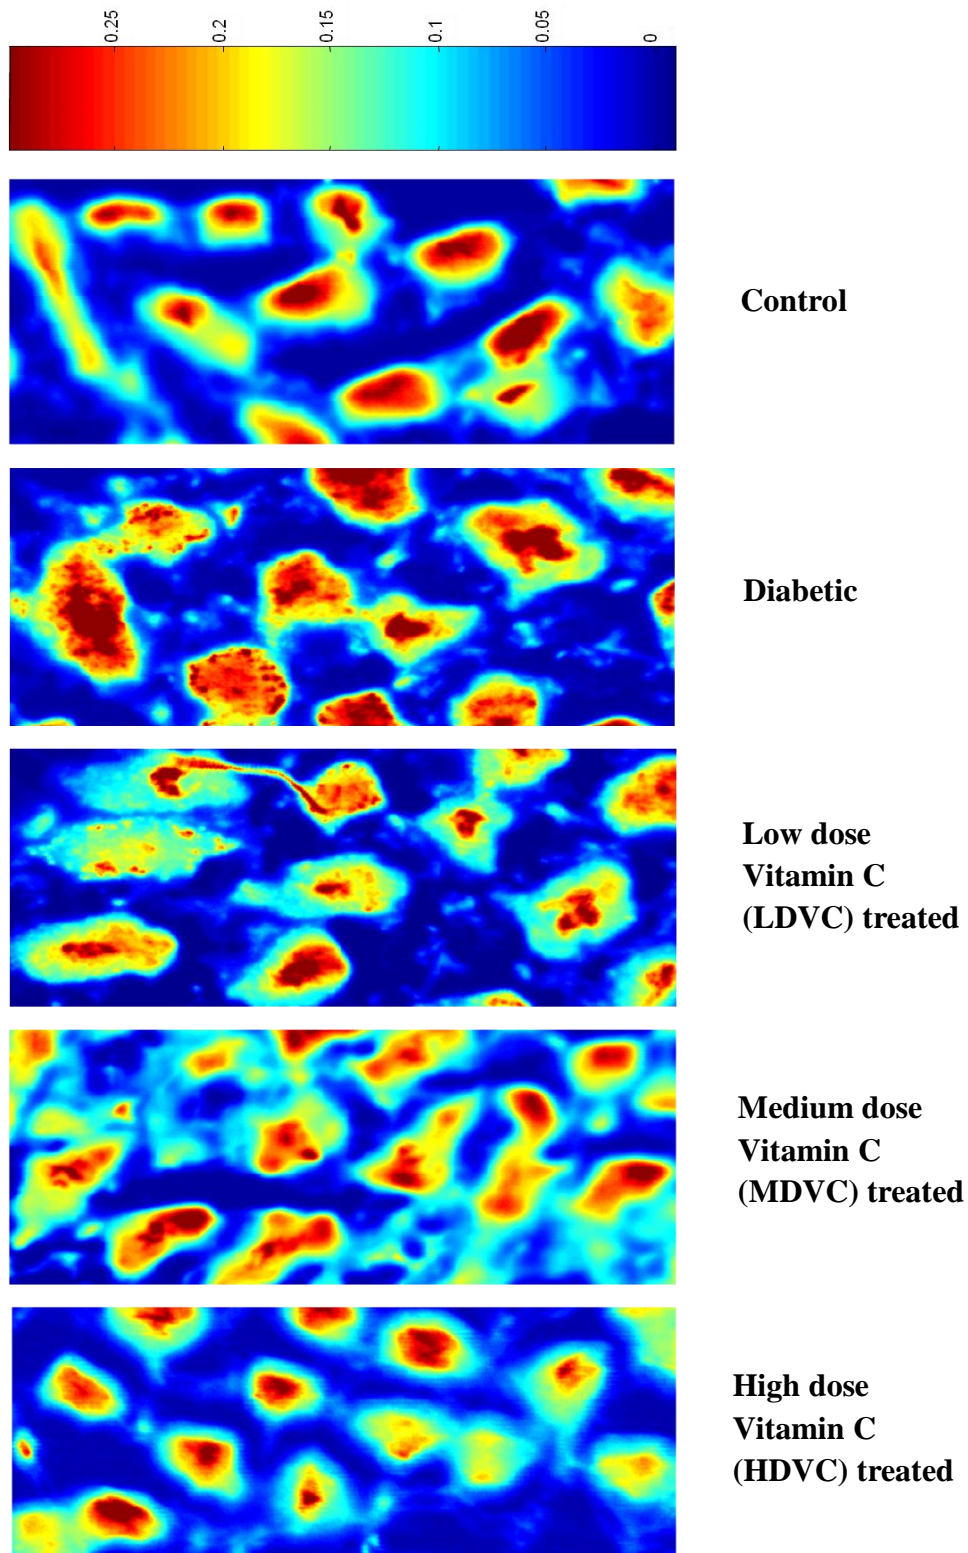 0.25 0.2 0.15 0.1 0.05 0
Control
Diabetic
Low dose
Vitamin C
(LDVC) treated
Medium dose
Vitamin C
(MDVC) treated
High dose
Vitamin C
(HDVC) treated